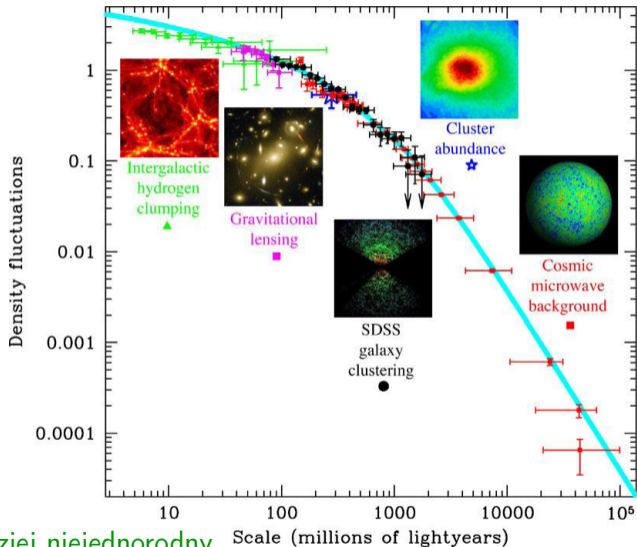 Density fluctuations
1
0.1
0.01
0.001
0.0001
Intergalactic
hydrogen
clumping
Gravitational
lensing
SDSS
galaxy
clustering
Cluster
abundance
Cosmic
microwave
background
10
100
1000
10000
10⁵
Scale (millions of lightyears)
niejednorodny